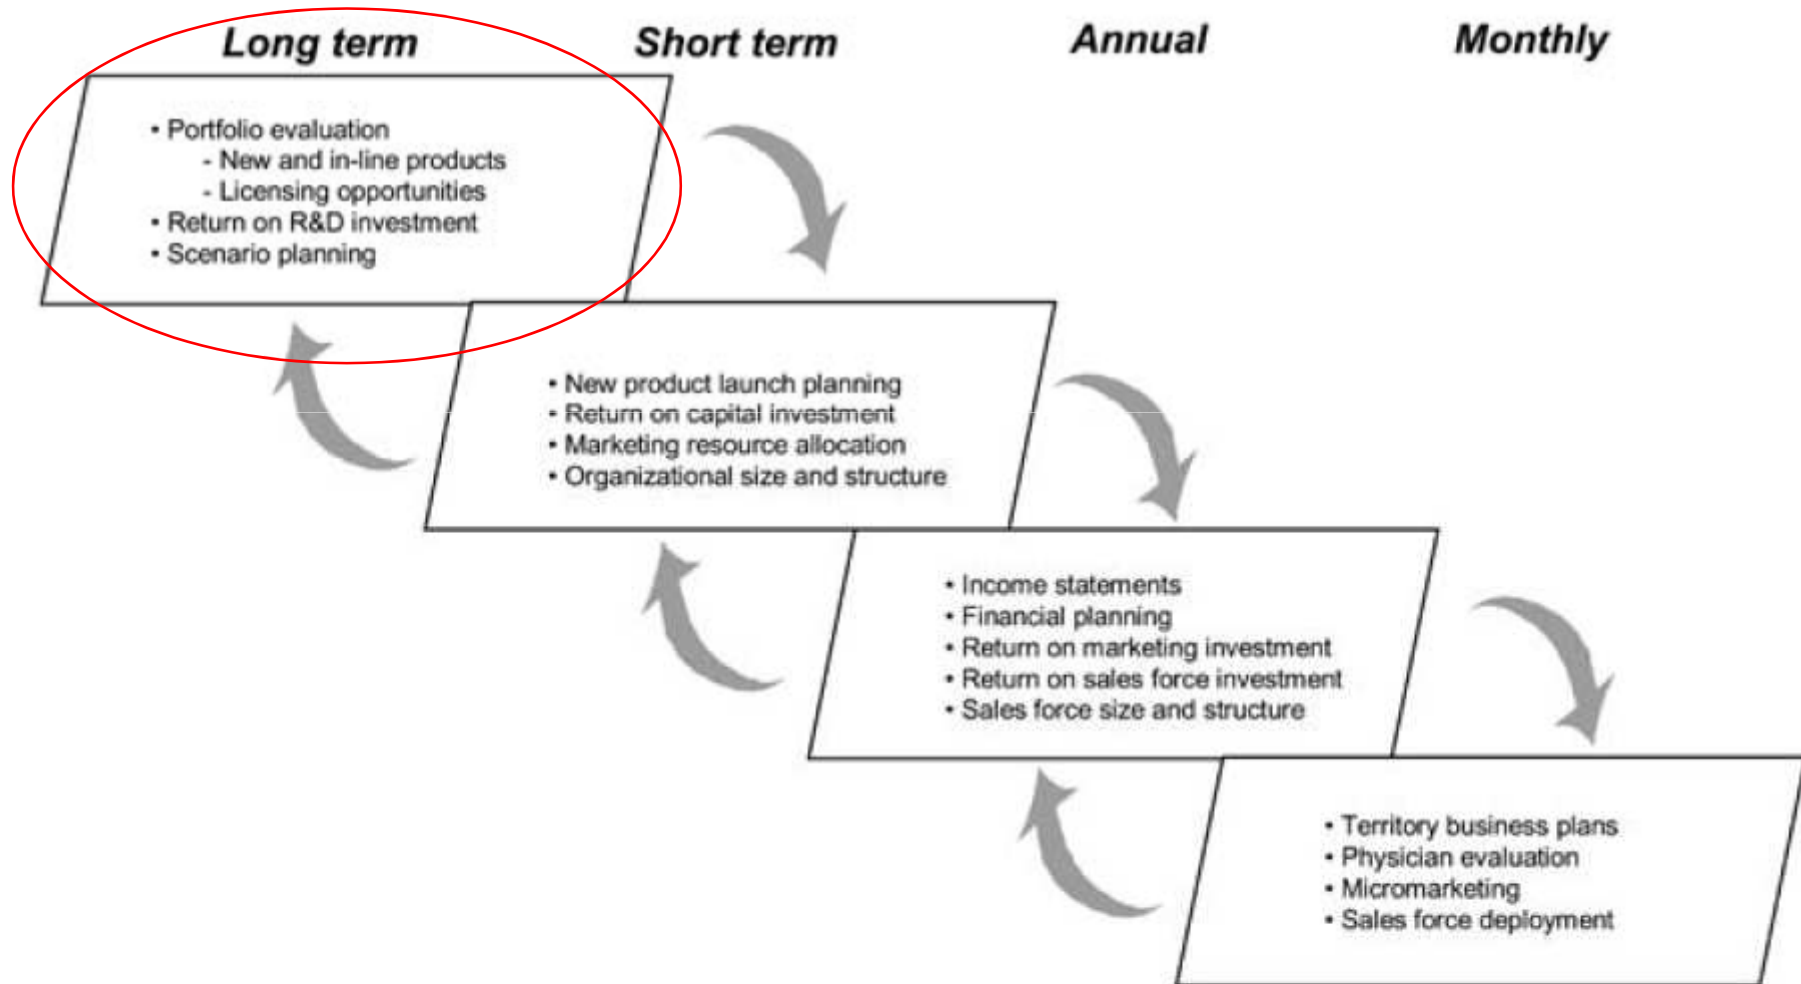 Long term
Short term
Annual
Monthly
• Portfolio evaluation
- New and in-line products
- Licensing opportunities
• Return on R&D investment
• Scenario planning
• New product launch planning
• Return on capital investment
• Marketing resource allocation
• Organizational size and structure
• Income statements
• Financial planning
• Return on marketing investment
• Return on sales force investment
• Sales force size and structure
• Territory business plans
• Physician evaluation
• Micromarketing
• Sales force deployment